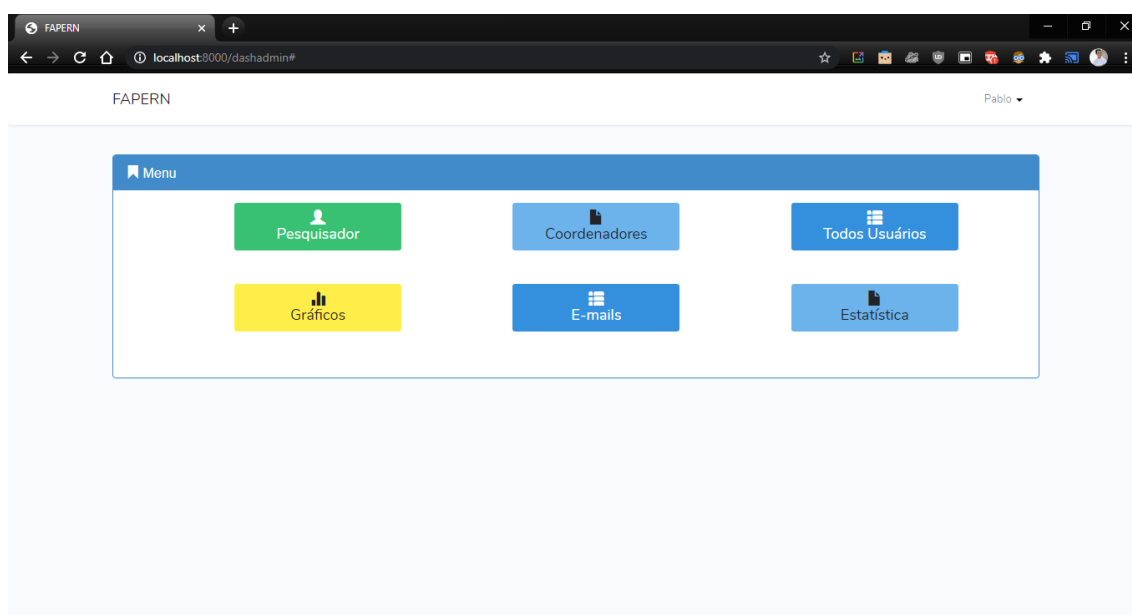 FAPERN
localhost:8000/dashadmin#
FAPERN
Pablo
Menu
Pesquisador
Coordenadores
Todos Usuários
Gráficos
E-mails
Estatística